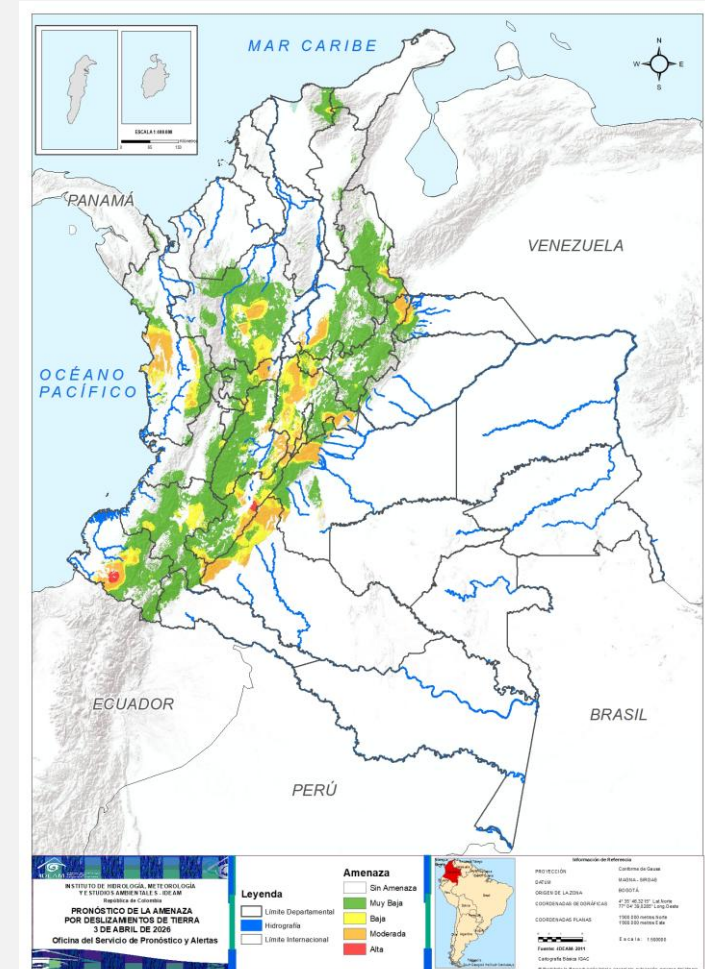 MAR CARIBE
N
W
E
S
PANAMÁ
VENEZUELA
OCÉANO
PACÍFICO
ECUADOR
BRASIL
PERÚ
IDEAM
INSTITUTO DE HIDROLOGÍA, METEOROLOGÍA
Y ESTUDIOS AMBIENTALES - IDEAM
República de Colombia
PRONÓSTICO DE LA AMENAZA
POR DESLIZAMIENTOS DE TIERRA
3 DE ABRIL DE 2026
Oficina del Servicio de Pronóstico y Alertas
Leyenda
Límite Departamental
Hidrografía
Límite Internacional
Amenaza
Sin Amenaza
Muy Baja
Baja
Moderada
Alta
Información de Referencia
PROYECCIÓN
Conforme de Gauss
DATUM
MAGNA - SIRGAS
ORIGEN DE LA ZONA
BOGOTÁ
COORDENADAS GEOGRÁFICAS
COORDENADAS PLANAS
Fuente: IDEAM 2011
Cartografía Básica IGAC